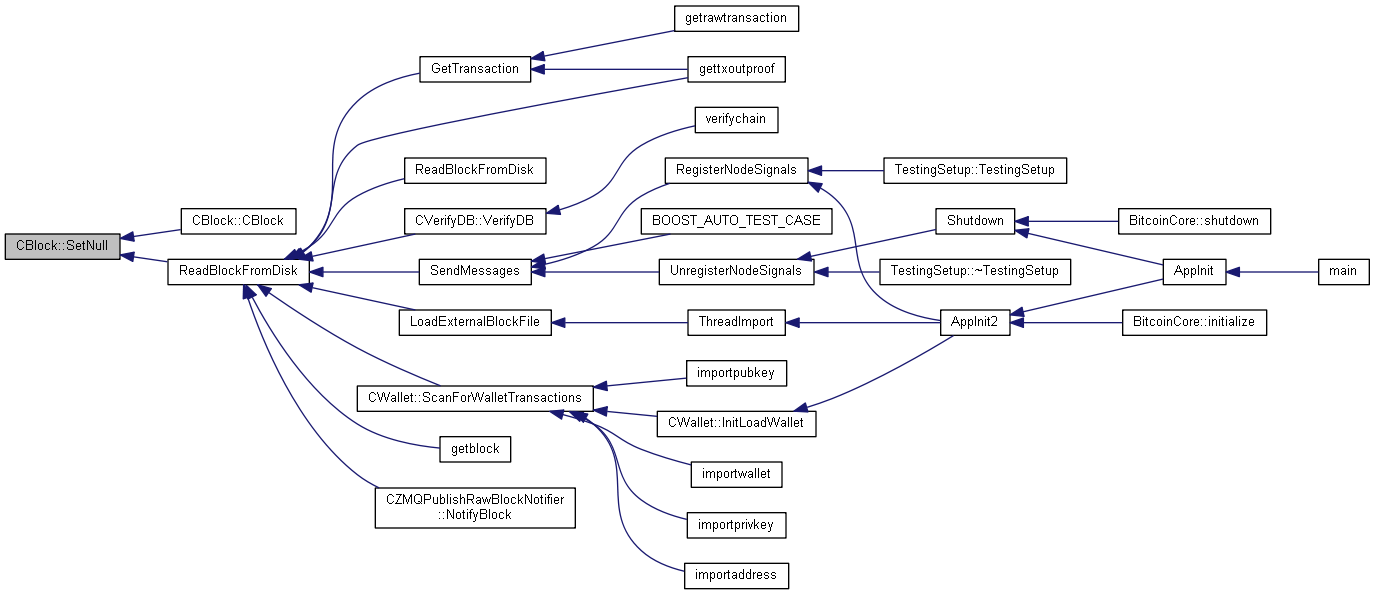 getrawtransaction
GetTransaction
gettxoutproof
verifychain
ReadBlockFromDisk
RegisterNodeSignals
TestingSetup::TestingSetup
CBlock::CBlock
CVerifyDB::VerifyDB
BOOST_AUTO_TEST_CASE
Shutdown
BitcoinCore::shutdown
CBlock::SetNull
ReadBlockFromDisk
SendMessages
UnregisterNodeSignals
TestingSetup::~TestingSetup
AppInit
main
LoadExternalBlockFile
ThreadImport
AppInit2
BitcoinCore::initialize
importpubkey
CWallet::ScanForWalletTransactions
CWallet::InitLoadWallet
getblock
importwallet
CZMQPublishRawBlockNotifier
::NotifyBlock
importprivkey
importaddress